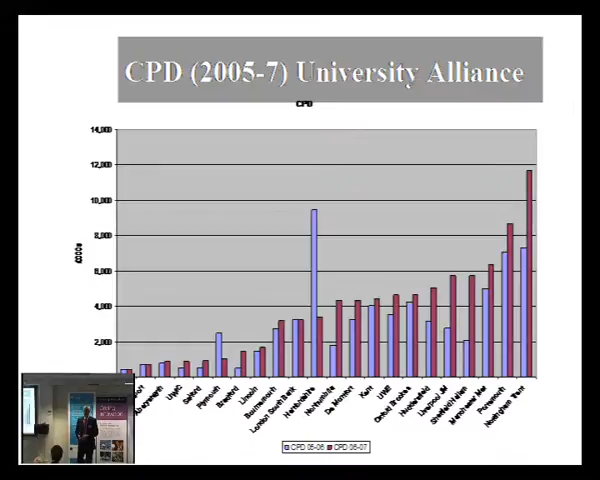 CPD (2005-7) University Alliance
CPD
14,000
12,000
10,000
8,000
6,000
4,000
2,000
£000s
Aberystwyth
UWIC
Salford
Plymouth
Bradford
Lincoln
Bournemouth
London South Bank
Hertfordshire
Northumbria
De Montfort
Kent
UWE
Oxford Brookes
Huddersfield
Liverpool JM
Sheffield Hallam
Manchester Met
Portsmouth
Nottingham Trent
CPD 05-06
CPD 06-07